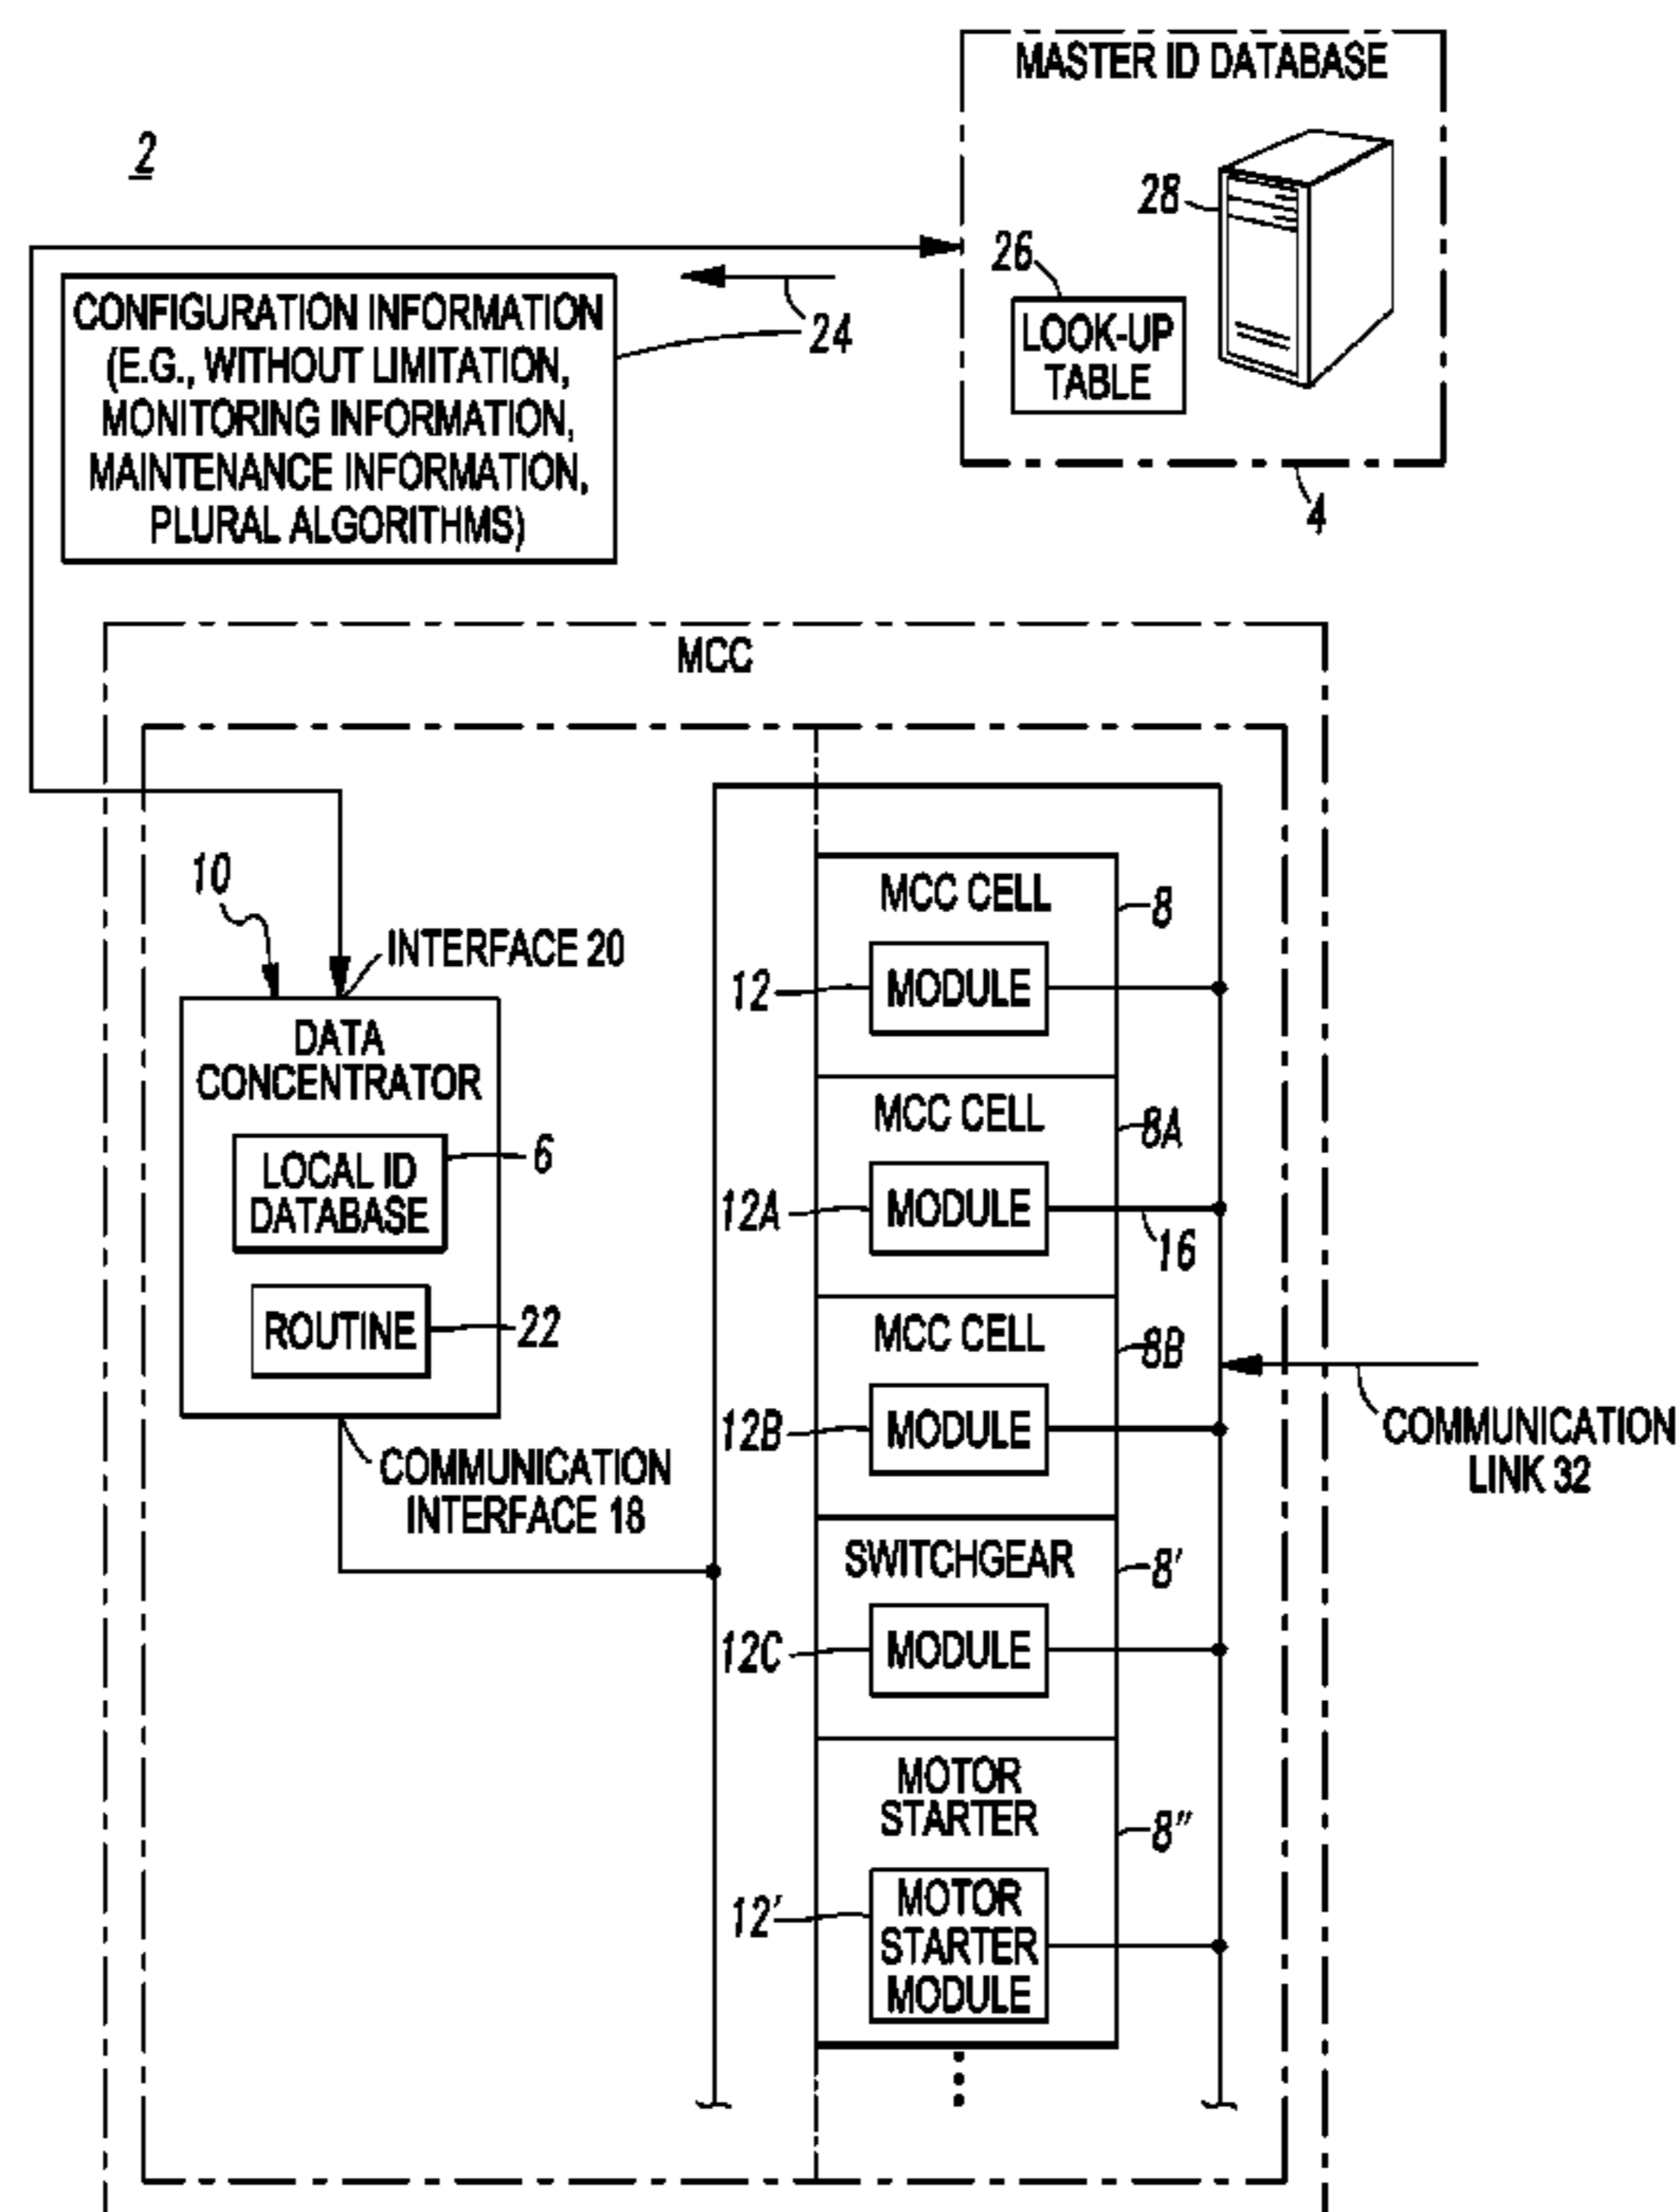 MASTER ID DATABASE
2
28
26
LOOK-UP
TABLE
4
CONFIGURATION INFORMATION
(E.G., WITHOUT LIMITATION,
MONITORING INFORMATION,
MAINTENANCE INFORMATION,
PLURAL ALGORITHMS)
24
MCC
10
INTERFACE 20
DATA
CONCENTRATOR
LOCAL ID
DATABASE
6
ROUTINE
22
COMMUNICATION
INTERFACE 18
MCC CELL
8
12
MODULE
MCC CELL
8A
12A
MODULE
16
MCC CELL
8B
12B
MODULE
COMMUNICATION
LINK 32
SWITCHGEAR
8'
12C
MODULE
MOTOR
STARTER
8"
12'
MOTOR
STARTER
MODULE